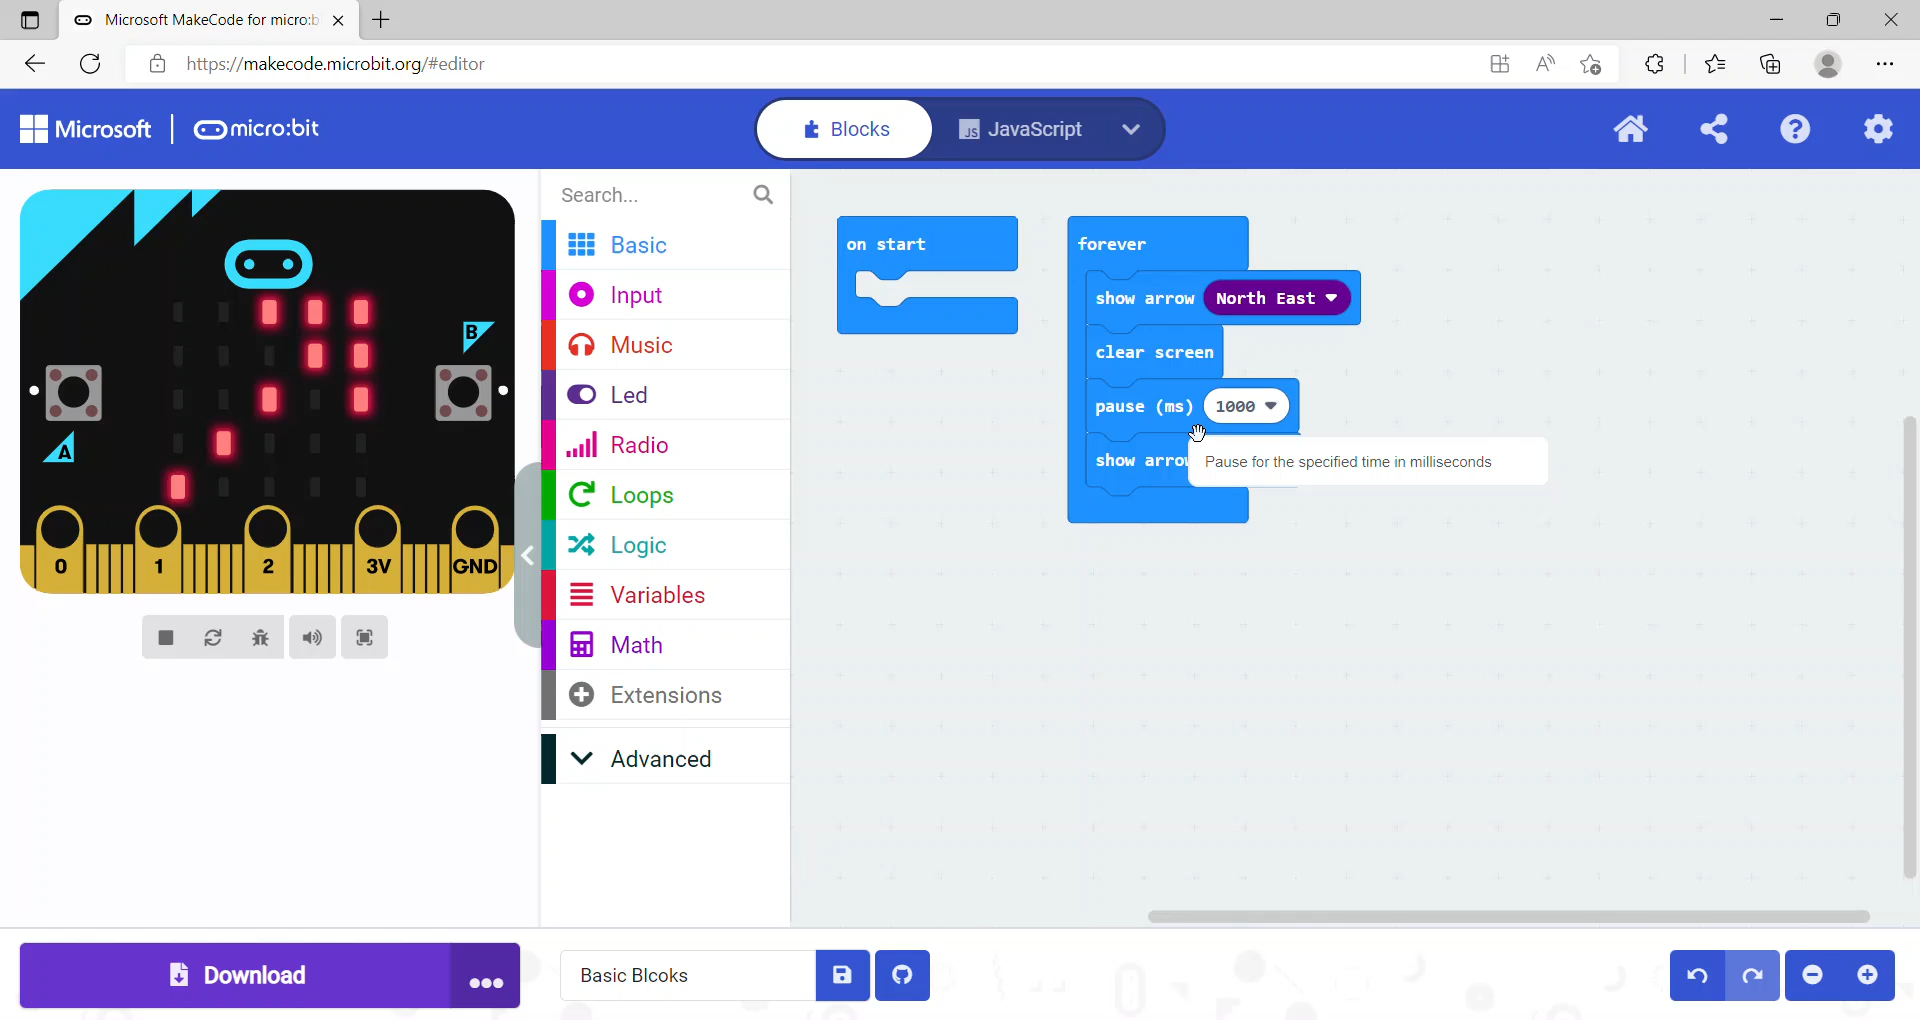 Microsoft MakeCode for micro:b
https://makecode.microbit.org/#editor
Microsoft micro:bit
Blocks
JS JavaScript
Search...
Basic
Input
Music
Led
Radio
Loops
Logic
Variables
Math
Extensions
Advanced
B
A
0 1 2 3V GND
on start
forever
show arrow North East
clear screen
pause (ms) 1000
show arrow
Pause for the specified time in milliseconds
Download
Basic Blcoks